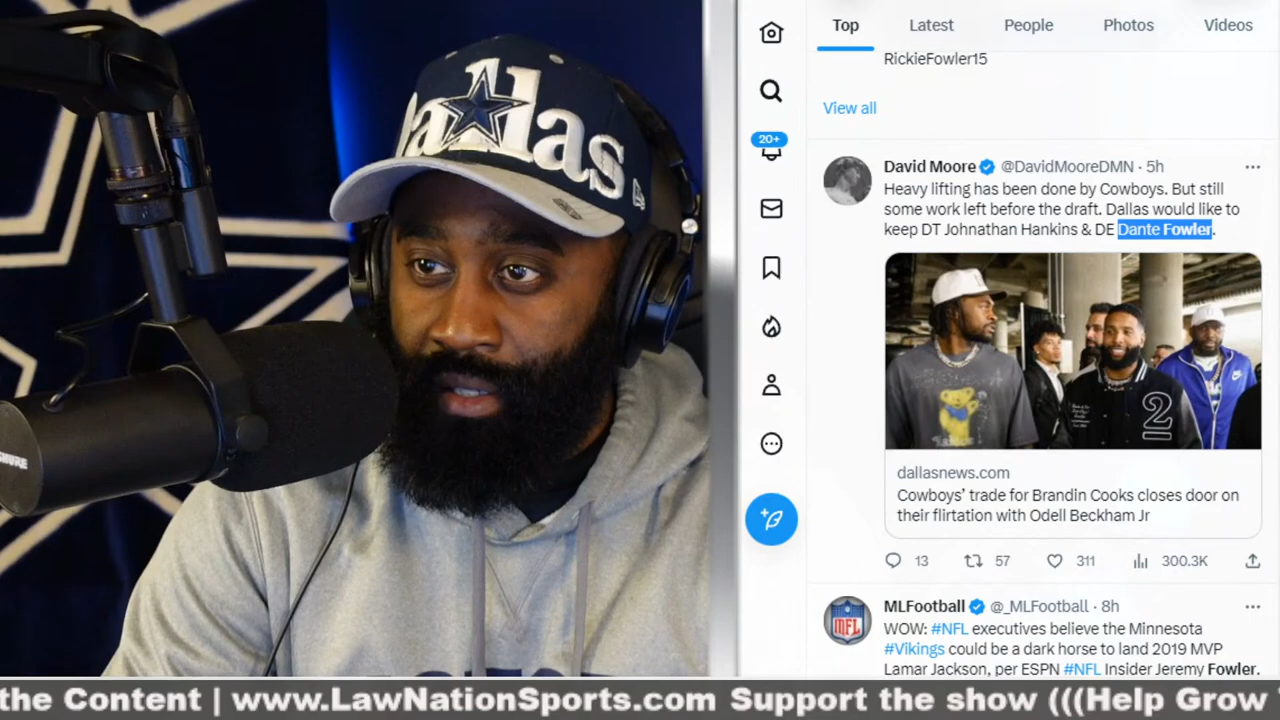 Dallas
SHURE
Top
Latest
People
Photos
Videos
RickieFowler15
View all
20+
David Moore @DavidMooreDMN · 5h
Heavy lifting has been done by Cowboys. But still
some work left before the draft. Dallas would like to
keep DT Johnathan Hankins & DE Dante Fowler.
2
dallasnews.com
Cowboys’ trade for Brandin Cooks closes door on
their flirtation with Odell Beckham Jr
13
57
311
300.3K
MFL
MLFootball @_MLFootball · 8h
WOW: #NFL executives believe the Minnesota
#Vikings could be a dark horse to land 2019 MVP
Lamar Jackson, per ESPN #NFL Insider Jeremy Fowler.
the Content | www.LawNationSports.com Support the show (((Help Grow